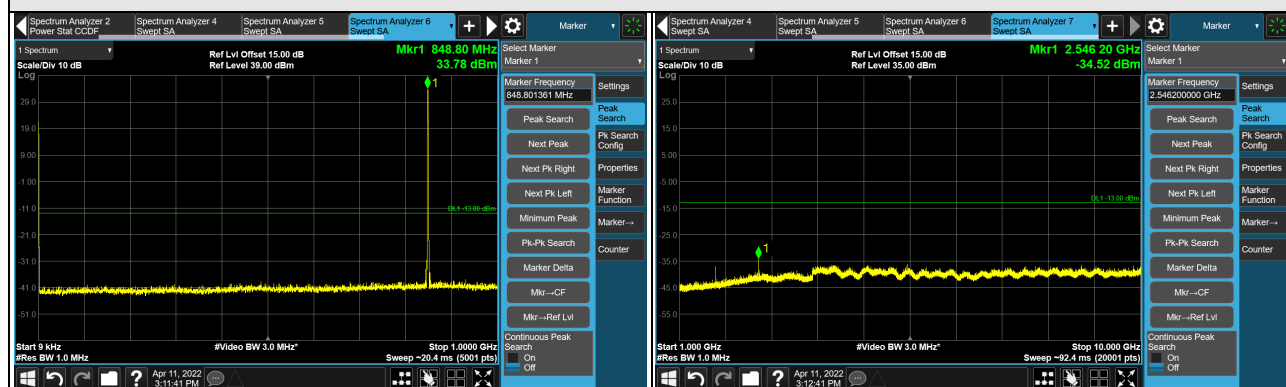 Spectrum Analyzer 2
Power Stat CCDF
Spectrum Analyzer 4
Swept SA
Spectrum Analyzer 5
Swept SA
Spectrum Analyzer 6
Swept SA
+
Marker
1 Spectrum
Scale/Div 10 dB
Log
Ref Lvl Offset 15.00 dB
Ref Level 39.00 dBm
Mkr1 848.80 MHz
33.78 dBm
1
29.0
19.0
9.00
-1.00
-11.0
-21.0
-31.0
-41.0
-51.0
DL1 -13.00 dBm
Start 9 kHz
#Res BW 1.0 MHz
#Video BW 3.0 MHz*
Stop 1.0000 GHz
Sweep ~20.4 ms (5001 pts)
Select Marker
Marker 1
Marker Frequency
848.801361 MHz
Peak Search
Next Peak
Next Pk Right
Next Pk Left
Minimum Peak
Pk-Pk Search
Marker Delta
Mkr→CF
Mkr→Ref Lvl
Continuous Peak
Search
On
Off
Settings
Peak
Search
Pk Search
Config
Properties
Marker
Function
Marker→
Counter
?
Apr 11, 2022
3:11:41 PM
Spectrum Analyzer 4
Swept SA
Spectrum Analyzer 5
Swept SA
Spectrum Analyzer 6
Swept SA
Spectrum Analyzer 7
Swept SA
+
Marker
1 Spectrum
Scale/Div 10 dB
Log
Ref Lvl Offset 15.00 dB
Ref Level 35.00 dBm
Mkr1 2.546 20 GHz
-34.52 dBm
1
25.0
15.0
5.00
-5.00
-15.0
-25.0
-35.0
-45.0
-55.0
DL1 -13.00 dBm
Start 1.000 GHz
#Res BW 1.0 MHz
#Video BW 3.0 MHz*
Stop 10.000 GHz
Sweep ~92.4 ms (20001 pts)
Select Marker
Marker 1
Marker Frequency
2.546200000 GHz
Peak Search
Next Peak
Next Pk Right
Next Pk Left
Minimum Peak
Pk-Pk Search
Marker Delta
Mkr→CF
Mkr→Ref Lvl
Continuous Peak
Search
On
Off
Settings
Peak
Search
Pk Search
Config
Properties
Marker
Function
Marker→
Counter
?
Apr 11, 2022
3:12:41 PM